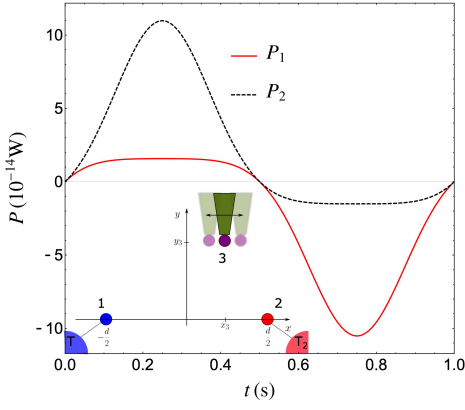 P (10⁻¹⁴W)
10
5
0
- 5
- 10
P₁
P₂
y
y₃
3
1
2
-d/2
x₃
d/2
x
T
T₂
0.0 0.2 0.4 0.6 0.8 1.0
t (s)